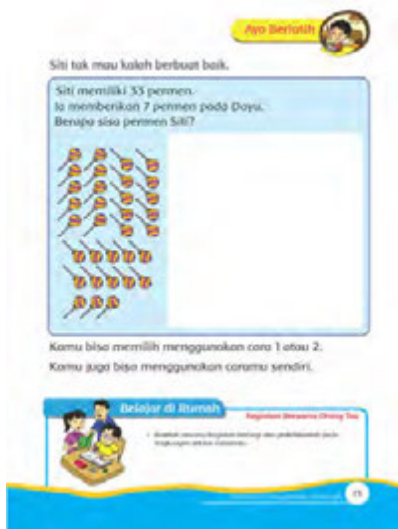 Ayo Berlatih
Siti tak mau kalah berbuat baik.
Siti memiliki 33 permen.
Ia memberikan 7 permen pada Dayu.
Berapa sisa permen Siti?
Kamu bisa memilih menggunakan cara 1 atau 2.
Kamu juga bisa menggunakan caramu sendiri.
Belajar di Rumah
Kegiatan Bersama Orang Tua